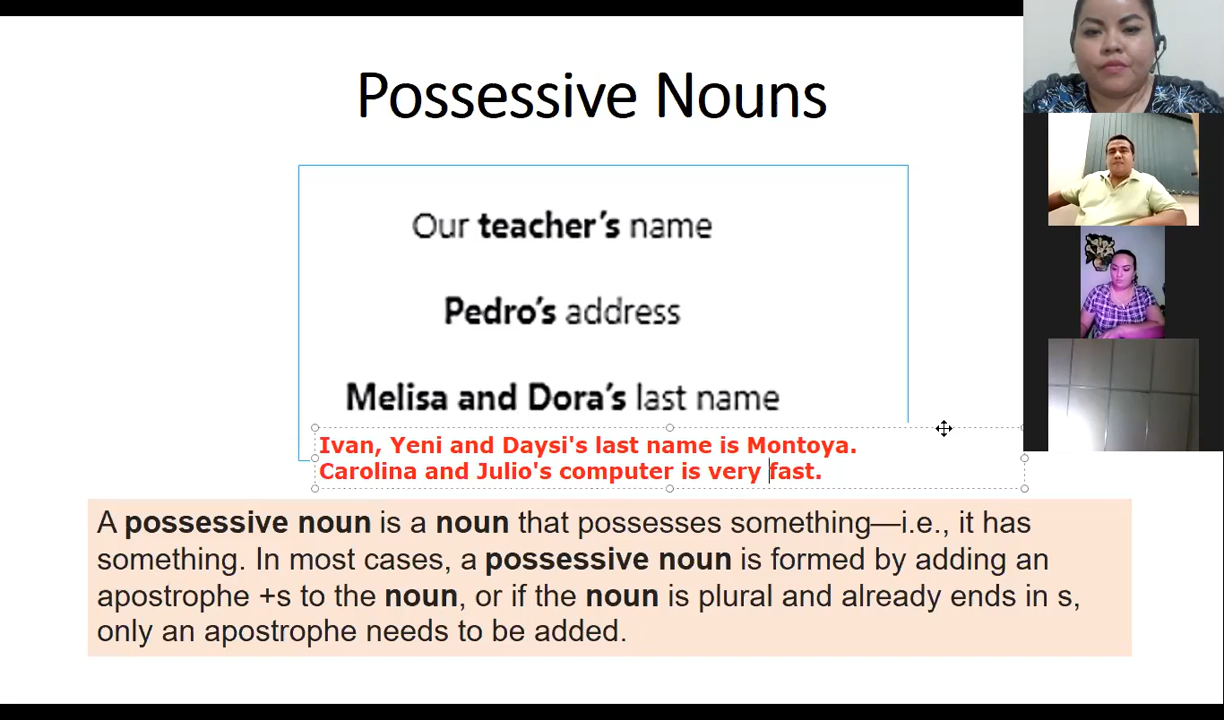 Possessive Nouns
Our teacher's name
Pedro's address
Melisa and Dora's last name
Ivan, Yeni and Daysi's last name is Montoya.
Carolina and Julio's computer is very fast.
A possessive noun is a noun that possesses something—i.e., it has
something. In most cases, a possessive noun is formed by adding an
apostrophe +s to the noun, or if the noun is plural and already ends in s,
only an apostrophe needs to be added.